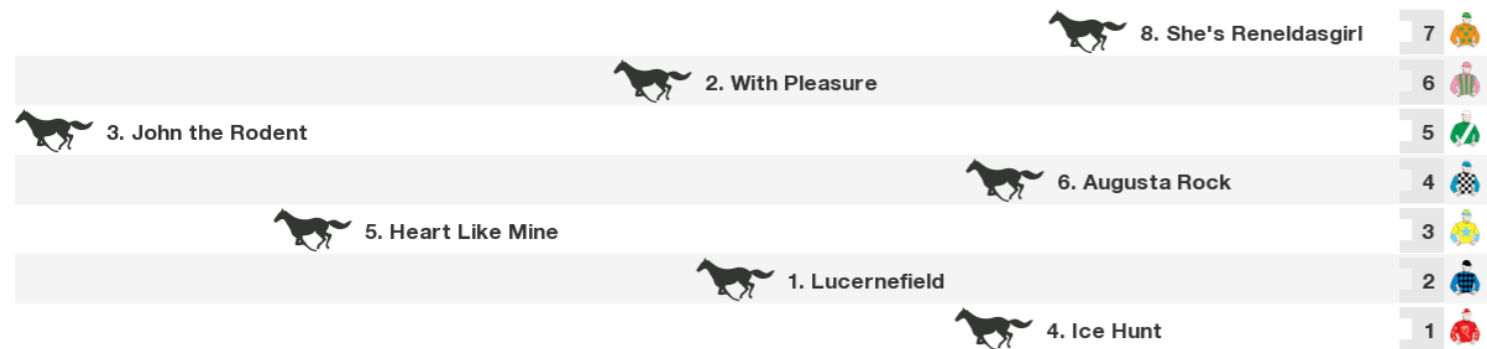 8. She's Reneldasgirl 7
2. With Pleasure 6
3. John the Rodent 5
6. Augusta Rock 4
5. Heart Like Mine 3
1. Lucernefield 2
4. Ice Hunt 1